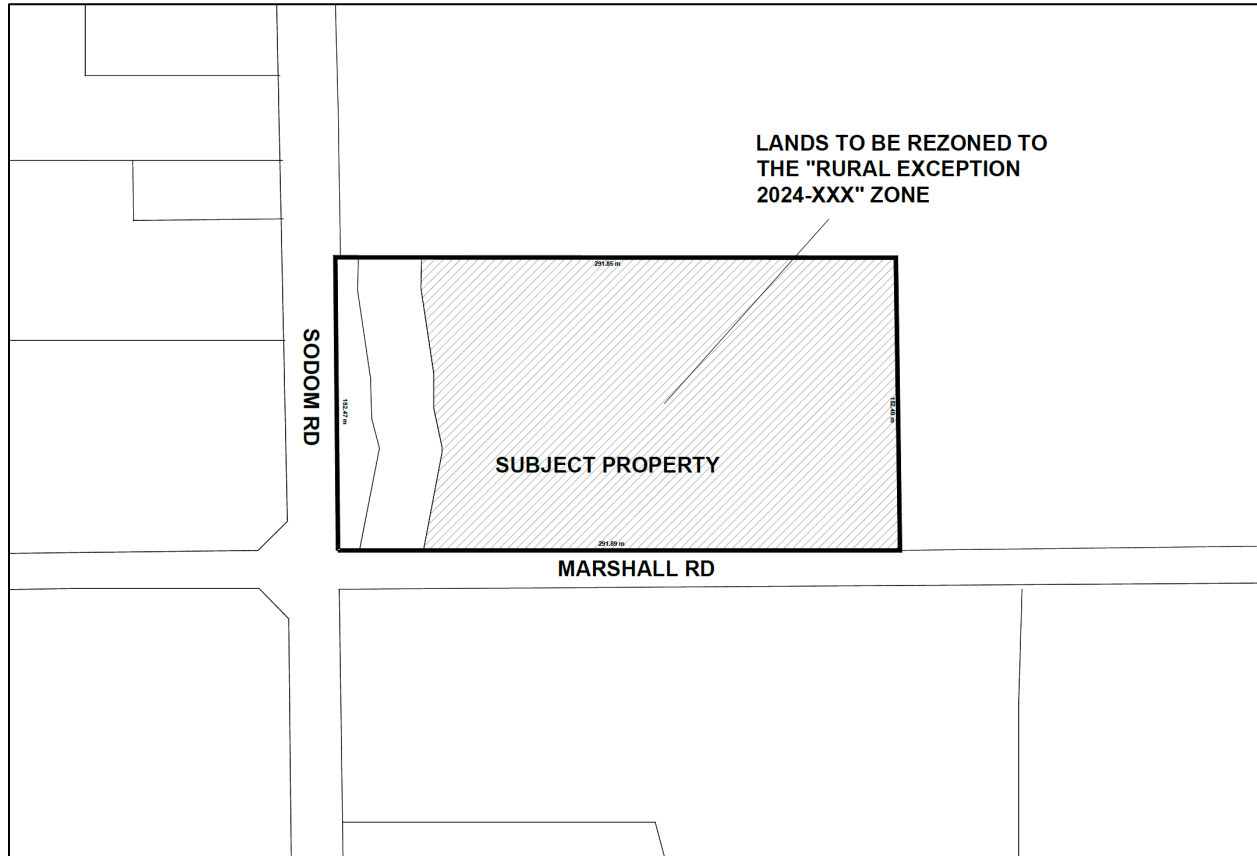 LANDS TO BE REZONED TO
THE "RURAL EXCEPTION
2024-XXX" ZONE
291.85 m
SODOM RD
152.47 m
152.40 m
SUBJECT PROPERTY
291.89 m
MARSHALL RD